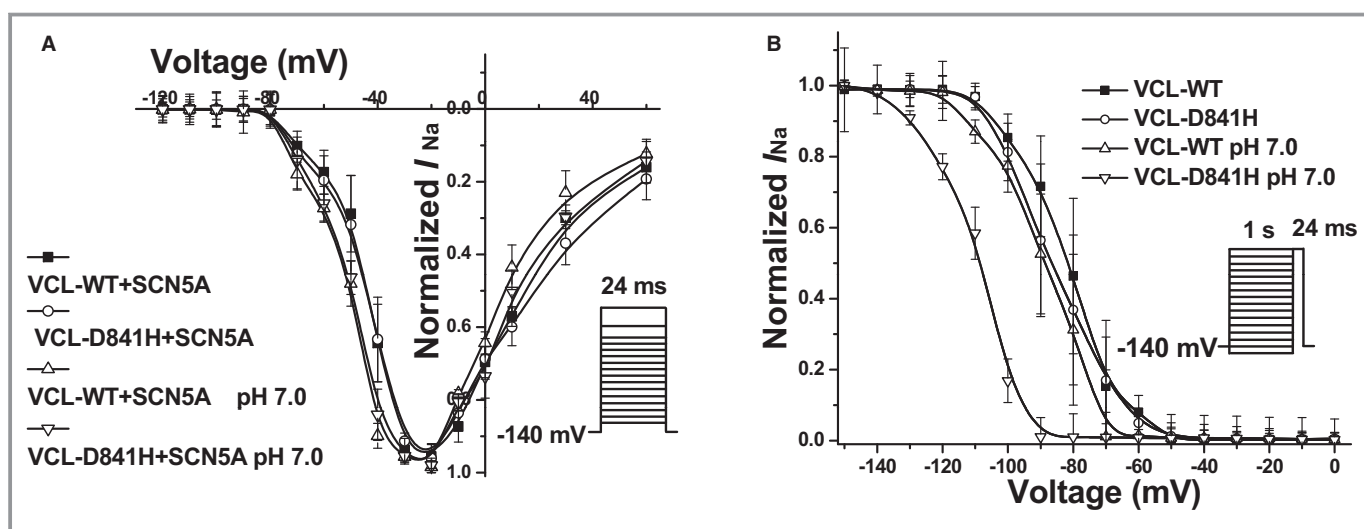 A
Voltage (mV)
-120
-80
-40
0
40
0.0
0.2
0.4
0.6
0.8
1.0
Normalized I Na
VCL-WT+SCN5A
VCL-D841H+SCN5A
VCL-WT+SCN5A pH 7.0
VCL-D841H+SCN5A pH 7.0
24 ms
-140 mV
B
1.0
0.8
0.6
0.4
0.2
0.0
Normalized INa
VCL-WT
VCL-D841H
VCL-WT pH 7.0
VCL-D841H pH 7.0
1 s 24 ms
-140 mV
-140 -120 -100 -80 -60 -40 -20 0
Voltage (mV)